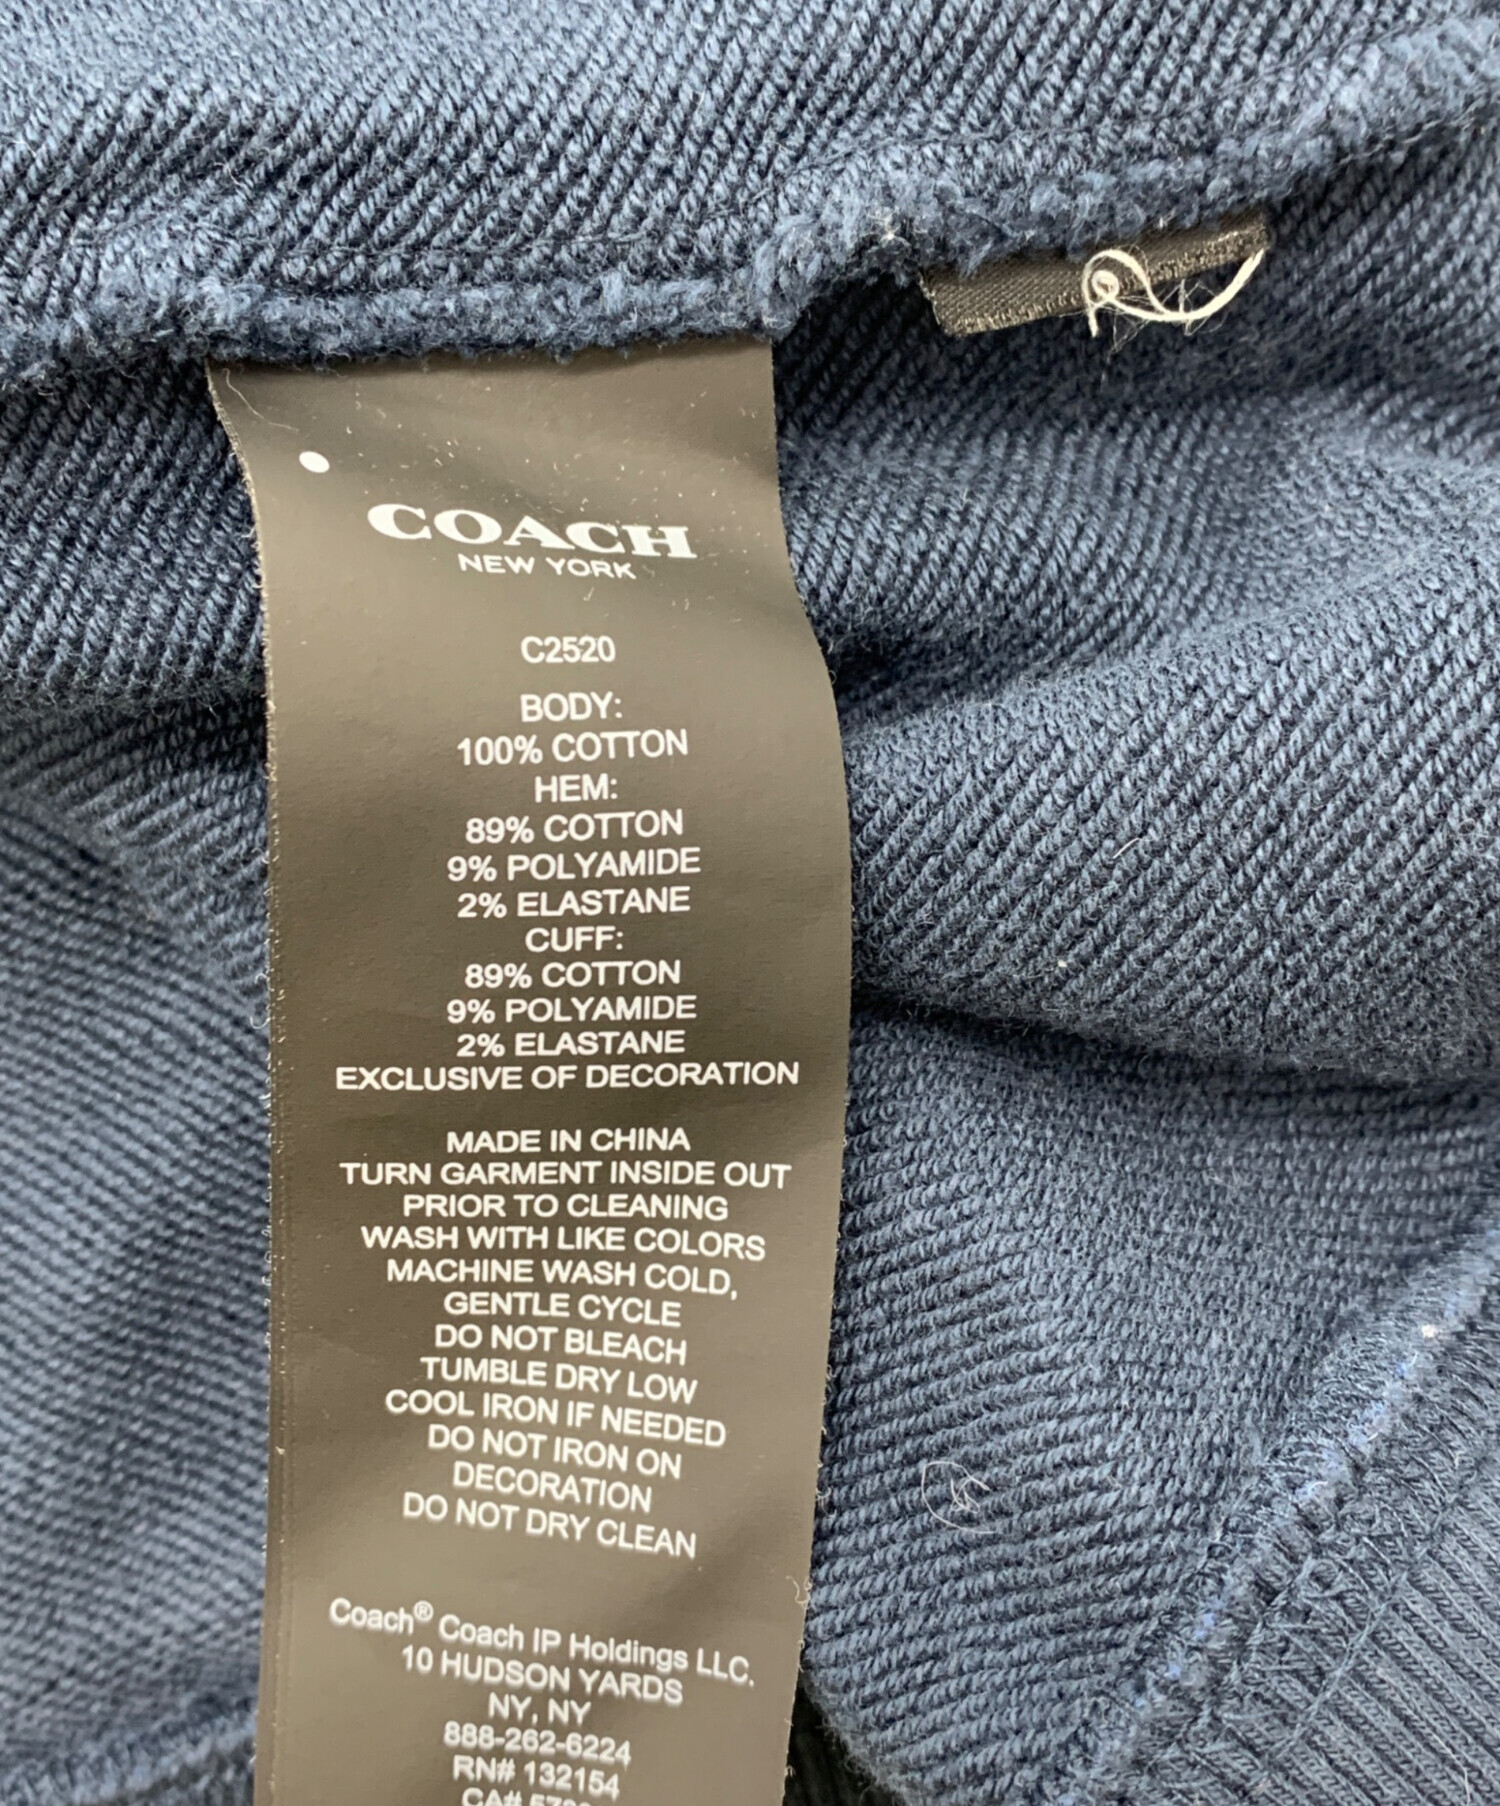 COACH
NEW YORK
C2520
BODY:
100% COTTON
HEM:
89% COTTON
9% POLYAMIDE
2% ELASTANE
CUFF:
89% COTTON
9% POLYAMIDE
2% ELASTANE
EXCLUSIVE OF DECORATION
MADE IN CHINA
TURN GARMENT INSIDE OUT
PRIOR TO CLEANING
WASH WITH LIKE COLORS
MACHINE WASH COLD,
GENTLE CYCLE
DO NOT BLEACH
TUMBLE DRY LOW
COOL IRON IF NEEDED
DO NOT IRON ON
DECORATION
DO NOT DRY CLEAN
Coach® Coach IP Holdings LLC.
10 HUDSON YARDS
NY, NY
888-262-6224
RN# 132154
CA#